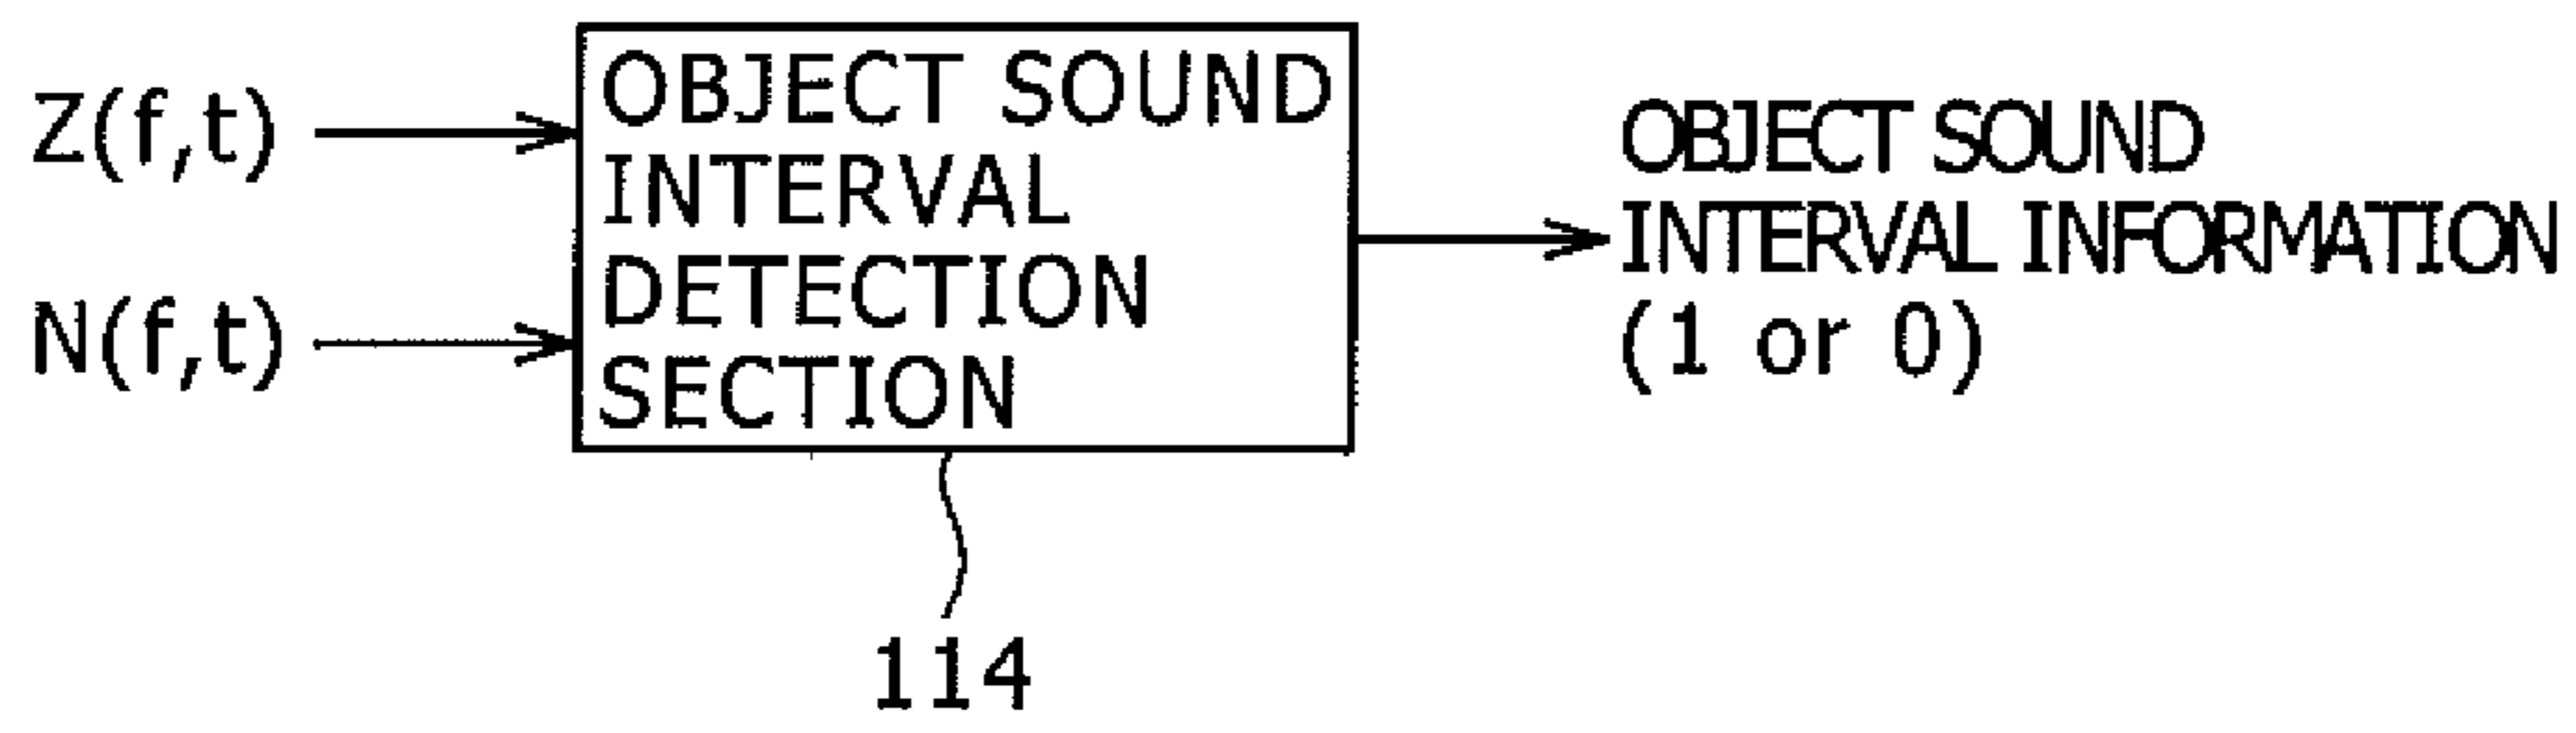 Z(f,t)
N(f,t)
OBJECT SOUND
INTERVAL
DETECTION
SECTION
OBJECT SOUND
INTERVAL INFORMATION
(1 or 0)
114